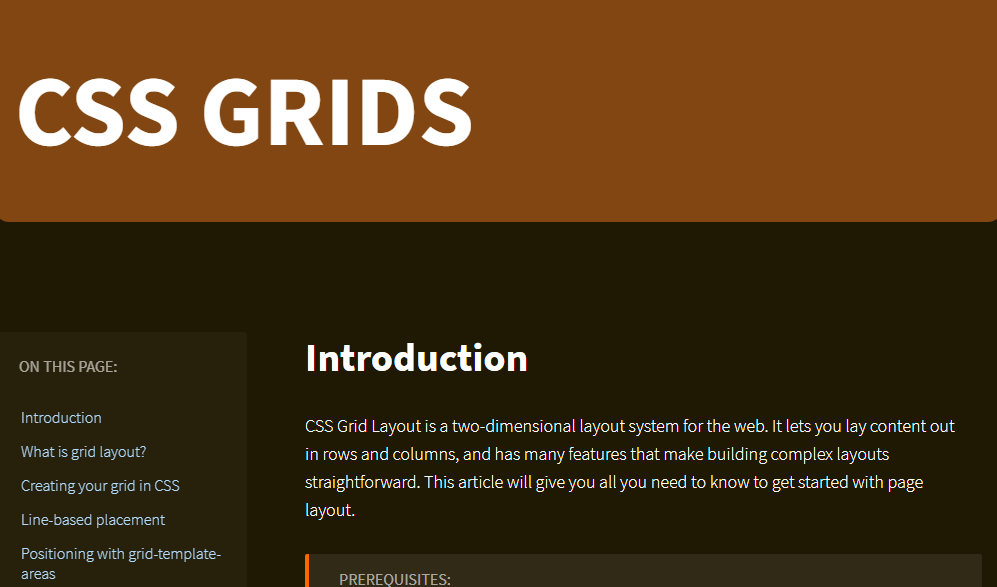 CSS GRIDS
ON THIS PAGE:
Introduction
What is grid layout?
Creating your grid in CSS
Line-based placement
Positioning with grid-template-
areas
Introduction
CSS Grid Layout is a two-dimensional layout system for the web. It lets you lay content out
in rows and columns, and has many features that make building complex layouts
straightforward. This article will give you all you need to know to get started with page
layout.
PREREQUISITES: